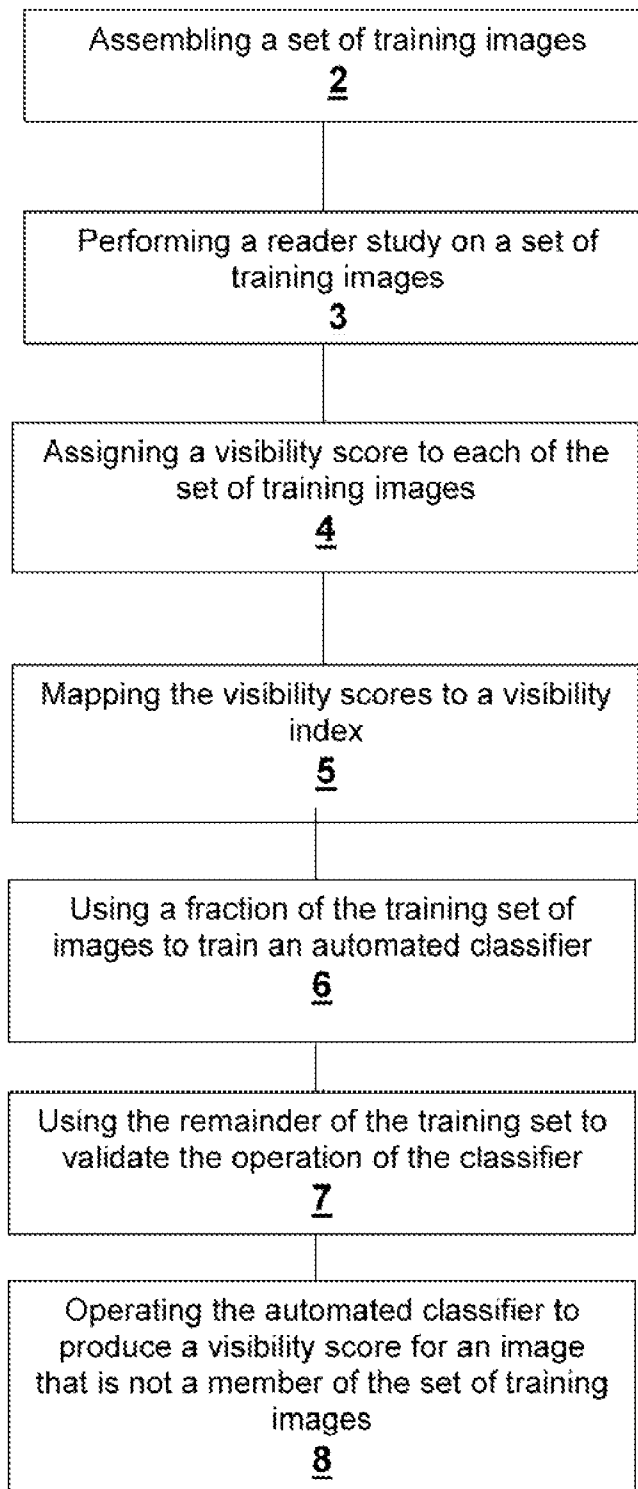 Assembling a set of training images
2
Performing a reader study on a set of
training images
3
Assigning a visibility score to each of the
set of training images
4
Mapping the visibility scores to a visibility
index
5
Using a fraction of the training set of
images to train an automated classifier
6
Using the remainder of the training set to
validate the operation of the classifier
7
Operating the automated classifier to
produce a visibility score for an image
that is not a member of the set of training
images
8